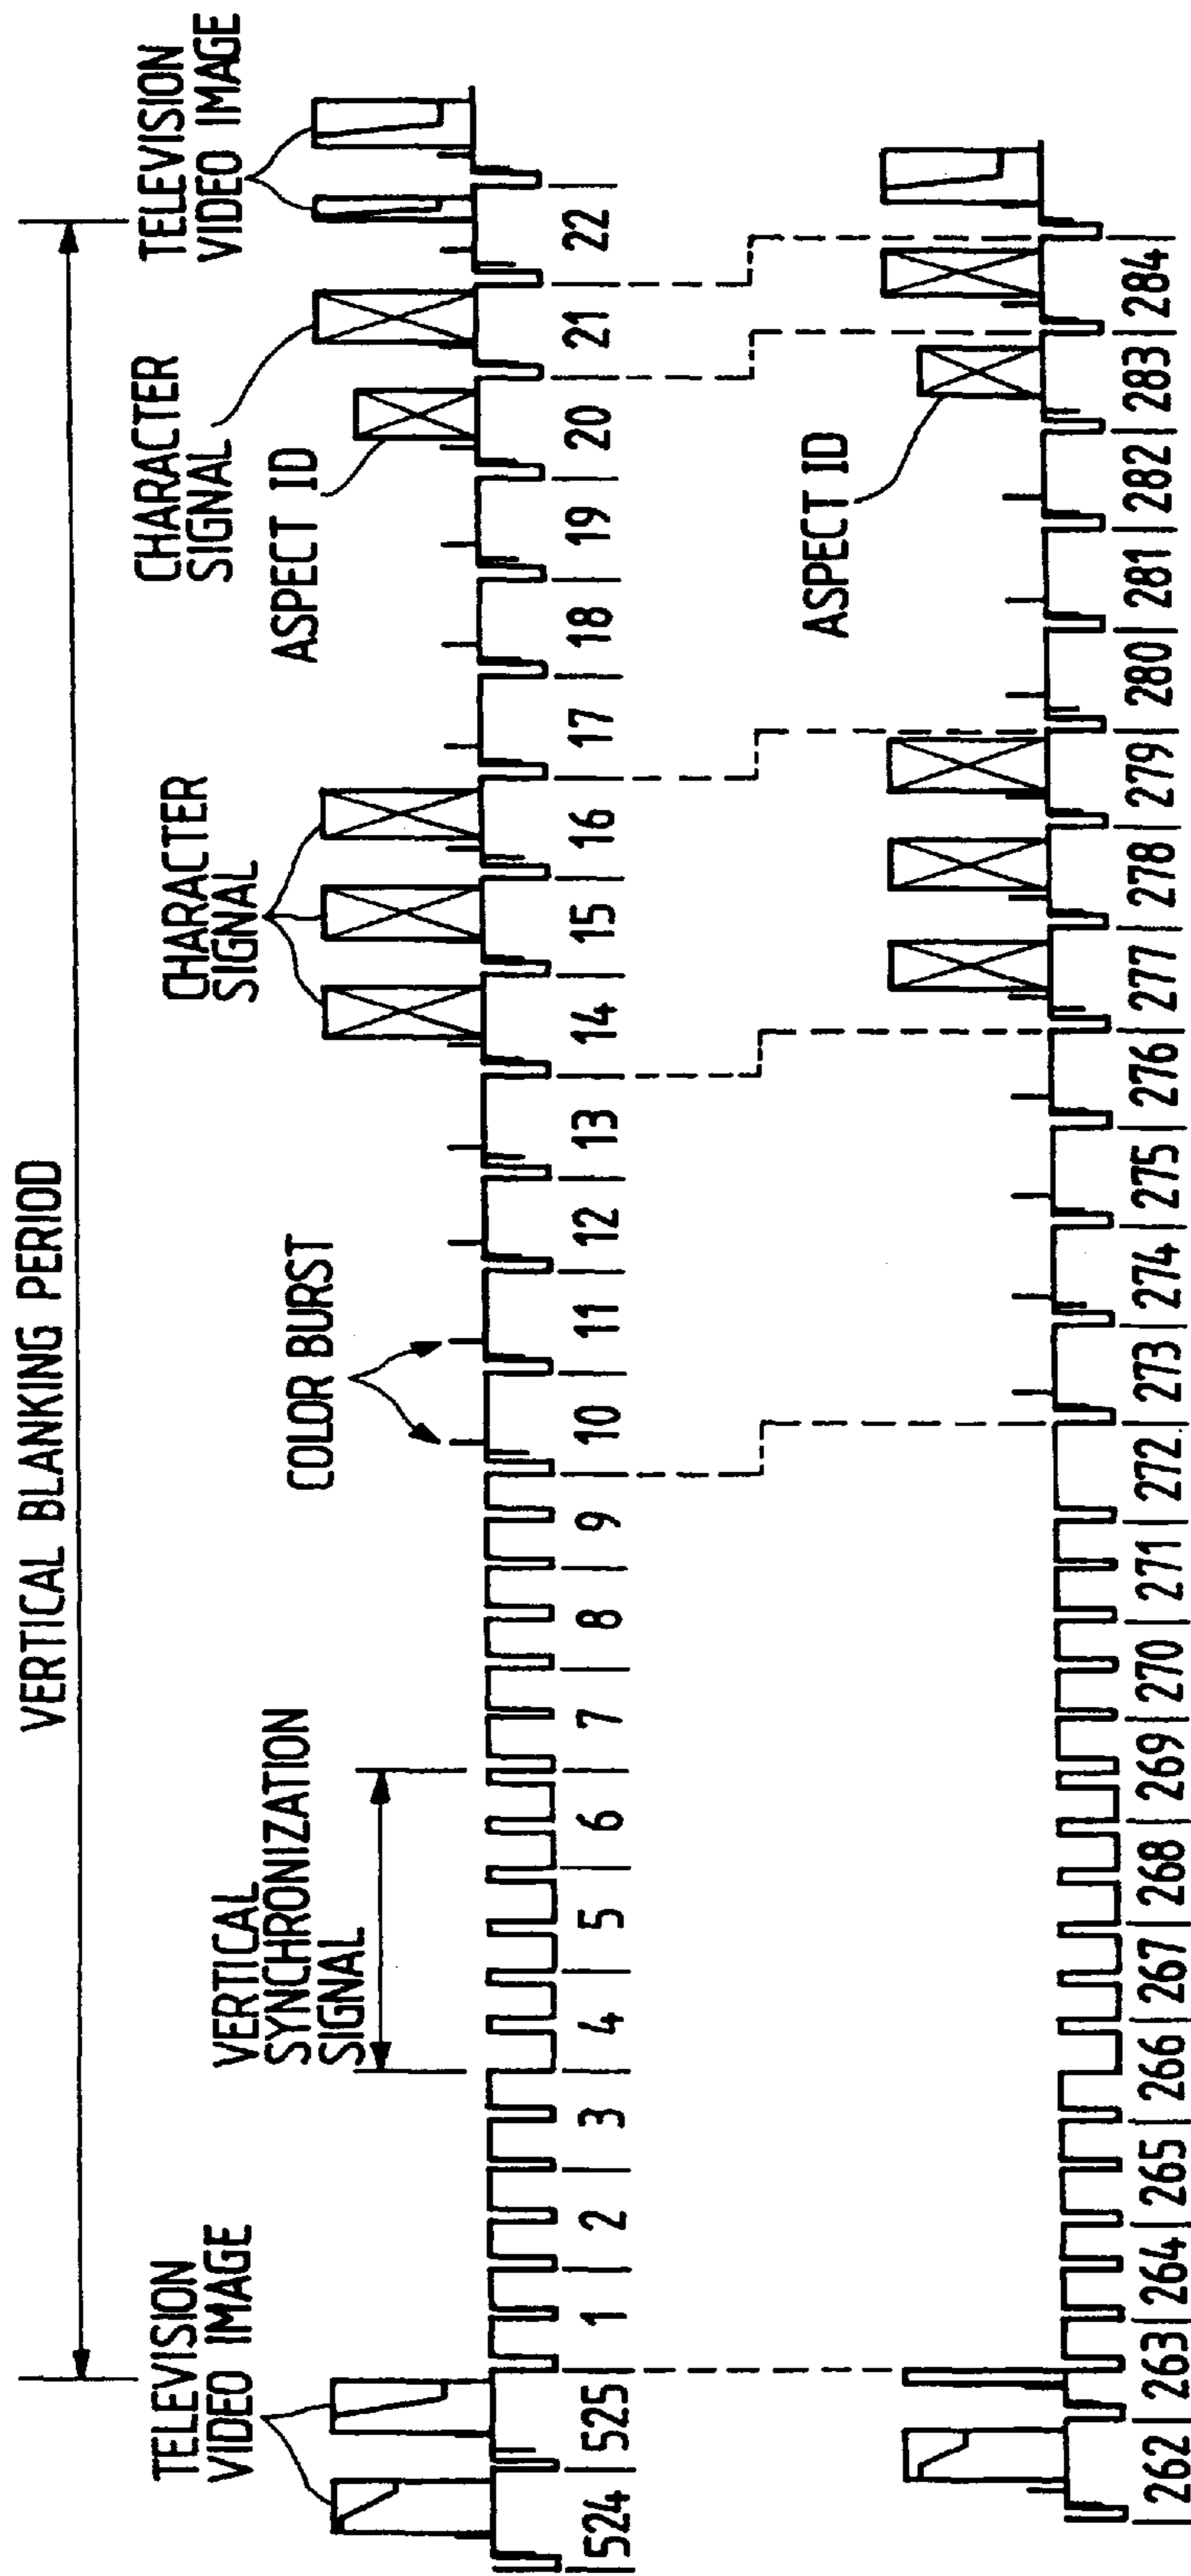 VERTICAL BLANKING PERIOD
TELEVISION
VIDEO IMAGE
VERTICAL
SYNCHRONIZATION
SIGNAL
COLOR BURST
CHARACTER
SIGNAL
ASPECT ID
CHARACTER
SIGNAL
TELEVISION
VIDEO IMAGE
524 525 1 2 3 4 5 6 7 8 9 10 11 12 13 14 15 16 17 18 19 20 21 22
ASPECT ID
262 263 264 265 266 267 268 269 270 271 272 273 274 275 276 277 278 279 280 281 282 283 284